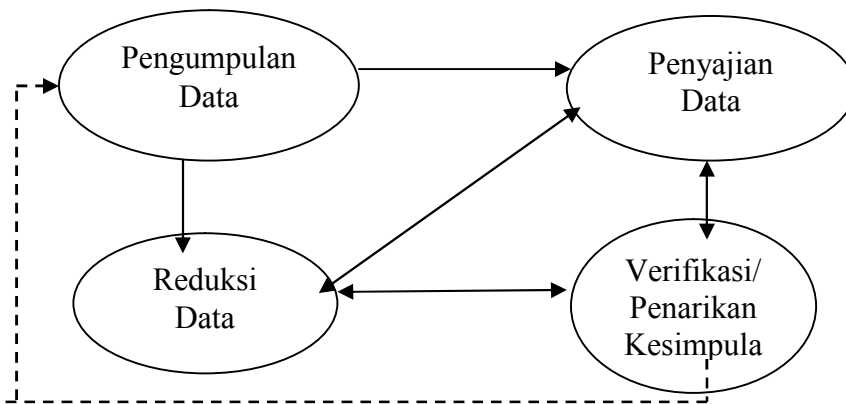 Pengumpulan
Data
Penyajian
Data
Reduksi
Data
Verifikasi/
Penarikan
Kesimpula